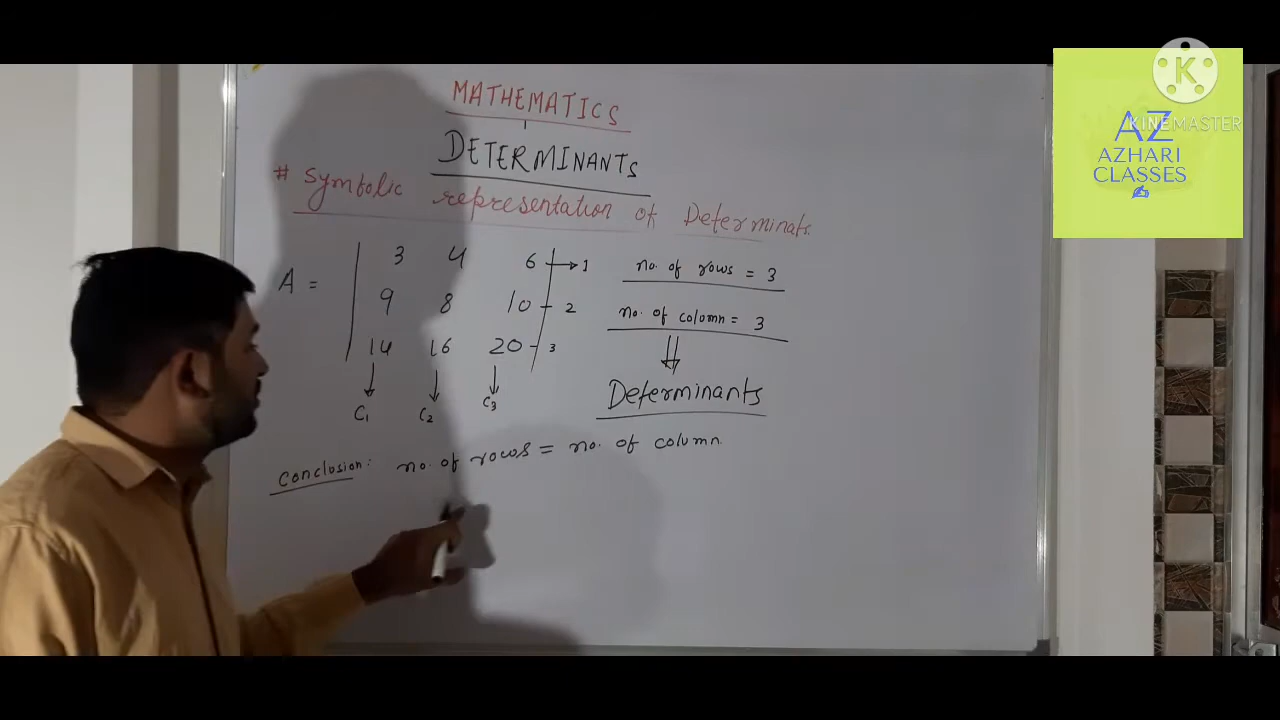 MATHEMATICS
DETERMINANTS
# Symbolic representation of Determinats.
A = | 3 4 6 | → 1
9 8 10 - 2
14 16 20 - 3
C1 C2 C3
no. of rows = 3
no. of column = 3
⇓
Determinants
Conclusion: no. of rows = no. of column
K
KINEMASTER
AZ
AZHARI
CLASSES